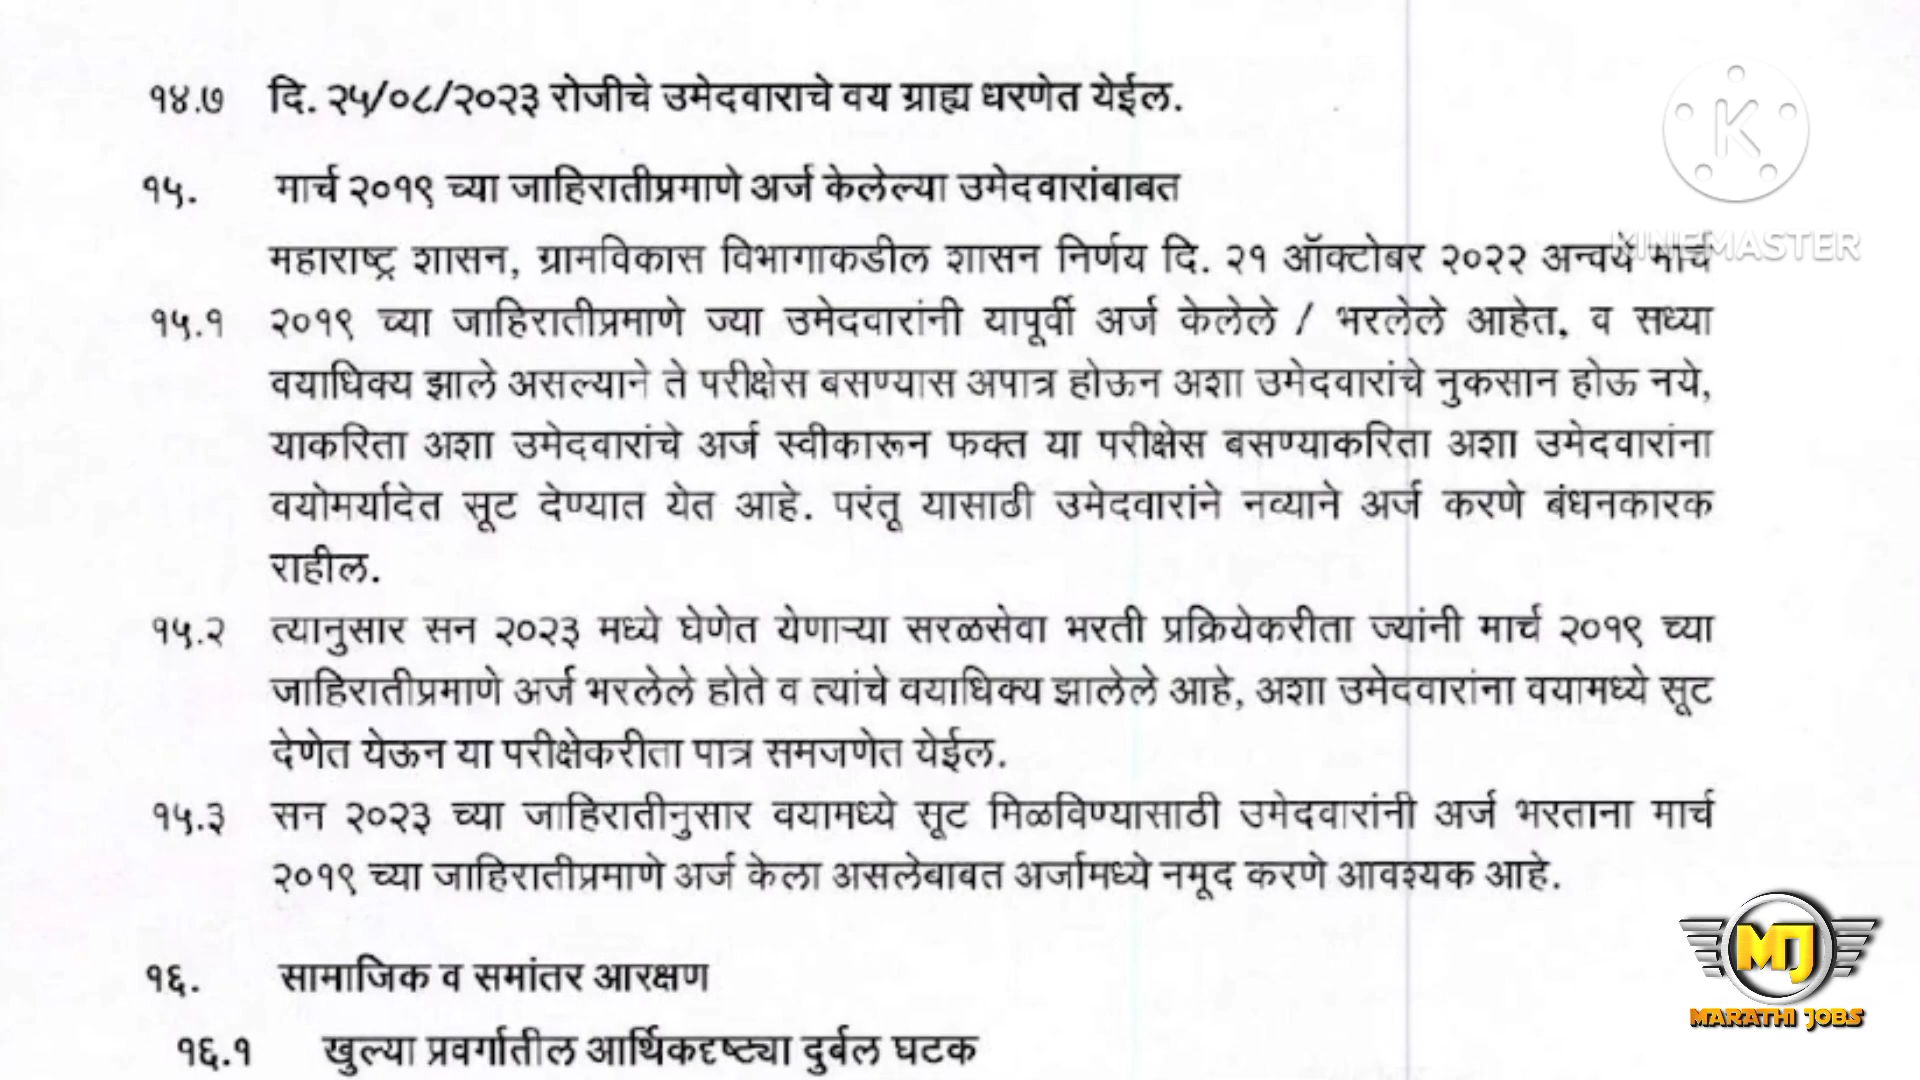 १४.७ दि. २५/०८/२०२३ रोजीचे उमेदवाराचे वय ग्राह्य धरणेत येईल.
१५. मार्च २०१९ च्या जाहिरातीप्रमाणे अर्ज केलेल्या उमेदवारांबाबत
महाराष्ट्र शासन, ग्रामविकास विभागाकडील शासन निर्णय दि. २१ ऑक्टोबर २०२२ अन्वये मार्च
१५.१ २०१९ च्या जाहिरातीप्रमाणे ज्या उमेदवारांनी यापूर्वी अर्ज केलेले / भरलेले आहेत, व सध्या
वयाधिक्य झाले असल्याने ते परीक्षेस बसण्यास अपात्र होऊन अशा उमेदवारांचे नुकसान होऊ नये,
याकरिता अशा उमेदवारांचे अर्ज स्वीकारून फक्त या परीक्षेस बसण्याकरिता अशा उमेदवारांना
वयोमर्यादेत सूट देण्यात येत आहे. परंतू यासाठी उमेदवारांने नव्याने अर्ज करणे बंधनकारक
राहील.
१५.२ त्यानुसार सन २०२३ मध्ये घेणेत येणाऱ्या सरळसेवा भरती प्रक्रियेकरीता ज्यांनी मार्च २०१९ च्या
जाहिरातीप्रमाणे अर्ज भरलेले होते व त्यांचे वयाधिक्य झालेले आहे, अशा उमेदवारांना वयामध्ये सूट
देणेत येऊन या परीक्षेकरीता पात्र समजणेत येईल.
१५.३ सन २०२३ च्या जाहिरातीनुसार वयामध्ये सूट मिळविण्यासाठी उमेदवारांनी अर्ज भरताना मार्च
२०१९ च्या जाहिरातीप्रमाणे अर्ज केला असलेबाबत अर्जामध्ये नमूद करणे आवश्यक आहे.
१६. सामाजिक व समांतर आरक्षण
१६.१ खुल्या प्रवर्गातील आर्थिकदृष्ट्या दुर्बल घटक
K
KINEMASTER
MJ
MARATHI JOBS